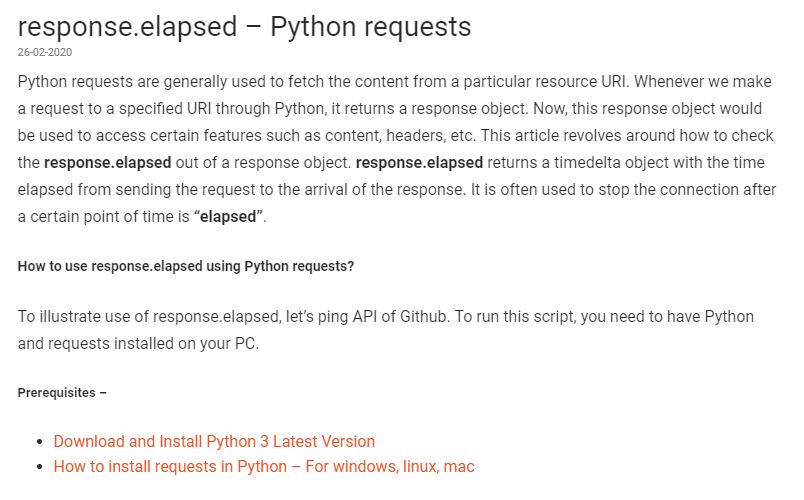 response.elapsed – Python requests
26-02-2020
Python requests are generally used to fetch the content from a particular resource URI. Whenever we make
a request to a specified URI through Python, it returns a response object. Now, this response object would
be used to access certain features such as content, headers, etc. This article revolves around how to check
the response.elapsed out of a response object. response.elapsed returns a timedelta object with the time
elapsed from sending the request to the arrival of the response. It is often used to stop the connection after
a certain point of time is “elapsed”.
How to use response.elapsed using Python requests?
To illustrate use of response.elapsed, let’s ping API of Github. To run this script, you need to have Python
and requests installed on your PC.
Prerequisites –
• Download and Install Python 3 Latest Version
• How to install requests in Python – For windows, linux, mac